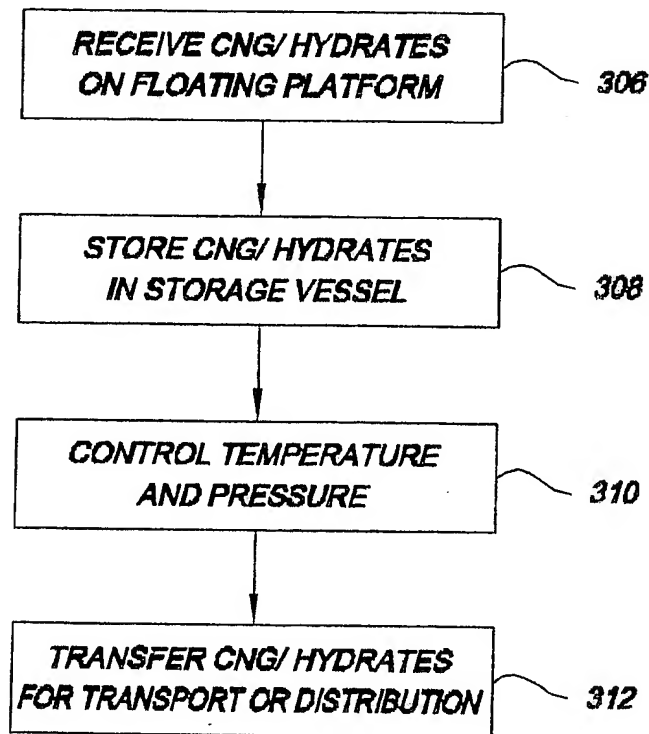 RECEIVE CNG/ HYDRATES
ON FLOATING PLATFORM
306
STORE CNG/ HYDRATES
IN STORAGE VESSEL
308
CONTROL TEMPERATURE
AND PRESSURE
310
TRANSFER CNG/ HYDRATES
FOR TRANSPORT OR DISTRIBUTION
312